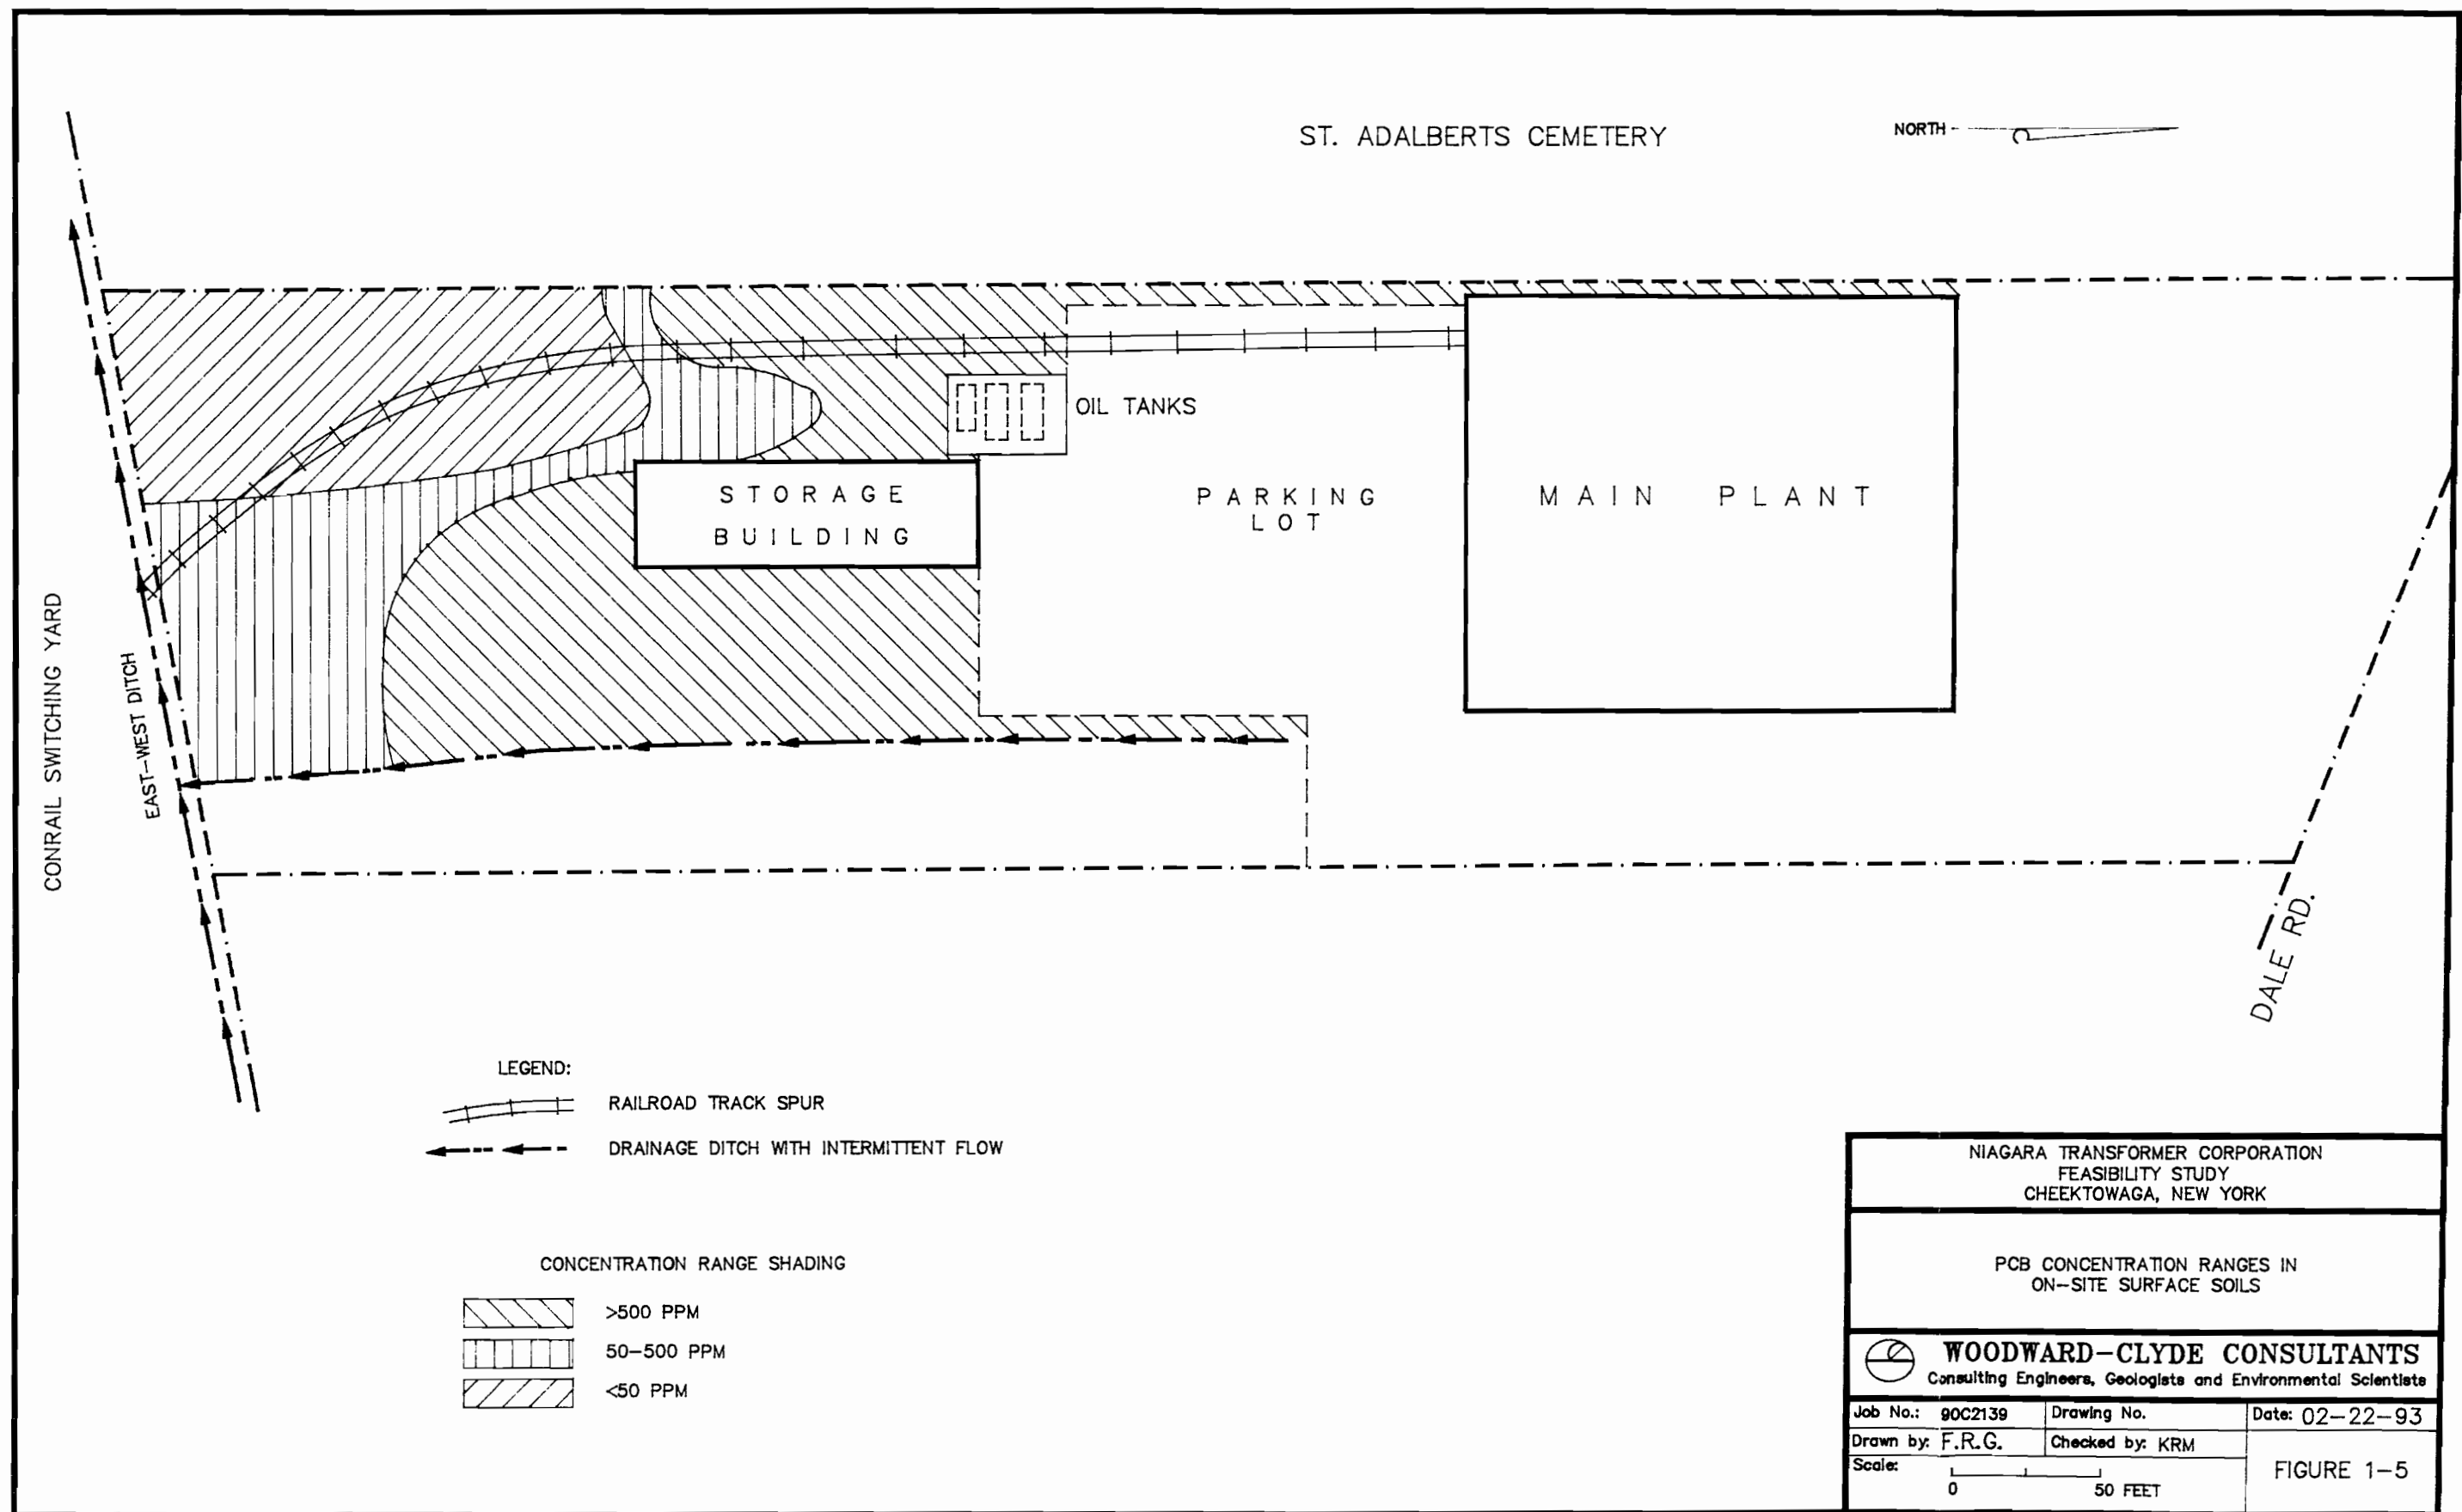 ST. ADALBERTS CEMETERY
NORTH
OIL TANKS
STORAGE
BUILDING
PARKING
LOT
MAIN PLANT
CONRAIL SWITCHING YARD
EAST-WEST DITCH
DALE RD.
LEGEND:
RAILROAD TRACK SPUR
DRAINAGE DITCH WITH INTERMITTENT FLOW
CONCENTRATION RANGE SHADING
>500 PPM
50-500 PPM
<50 PPM
NIAGARA TRANSFORMER CORPORATION
FEASIBILITY STUDY
CHEEKTOWAGA, NEW YORK
PCB CONCENTRATION RANGES IN
ON-SITE SURFACE SOILS
WOODWARD-CLYDE CONSULTANTS
Consulting Engineers, Geologists and Environmental Scientists
Job No.: 90C2139 Drawing No. Date: 02-22-93
Drawn by: F.R.G. Checked by: KRM
Scale:
0 50 FEET
FIGURE 1-5